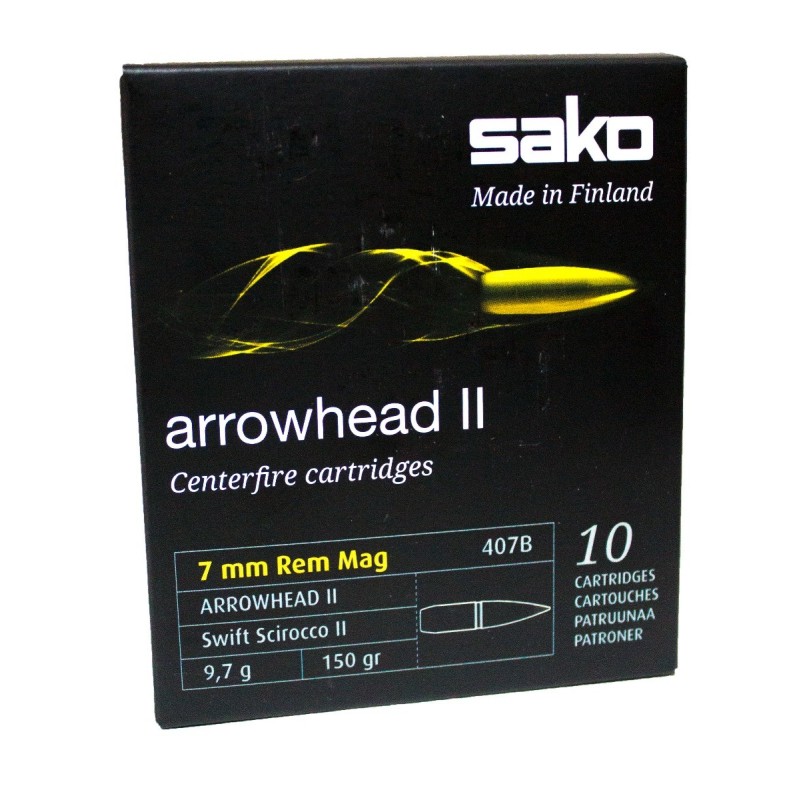 sako
Made in Finland
arrowhead II
Centerfire cartridges
7 mm Rem Mag 407B
ARROWHEAD II
Swift Scirocco II
9,7 g 150 gr
10
CARTRIDGES
CARTOUCHES
PATRUUNAA
PATRONER